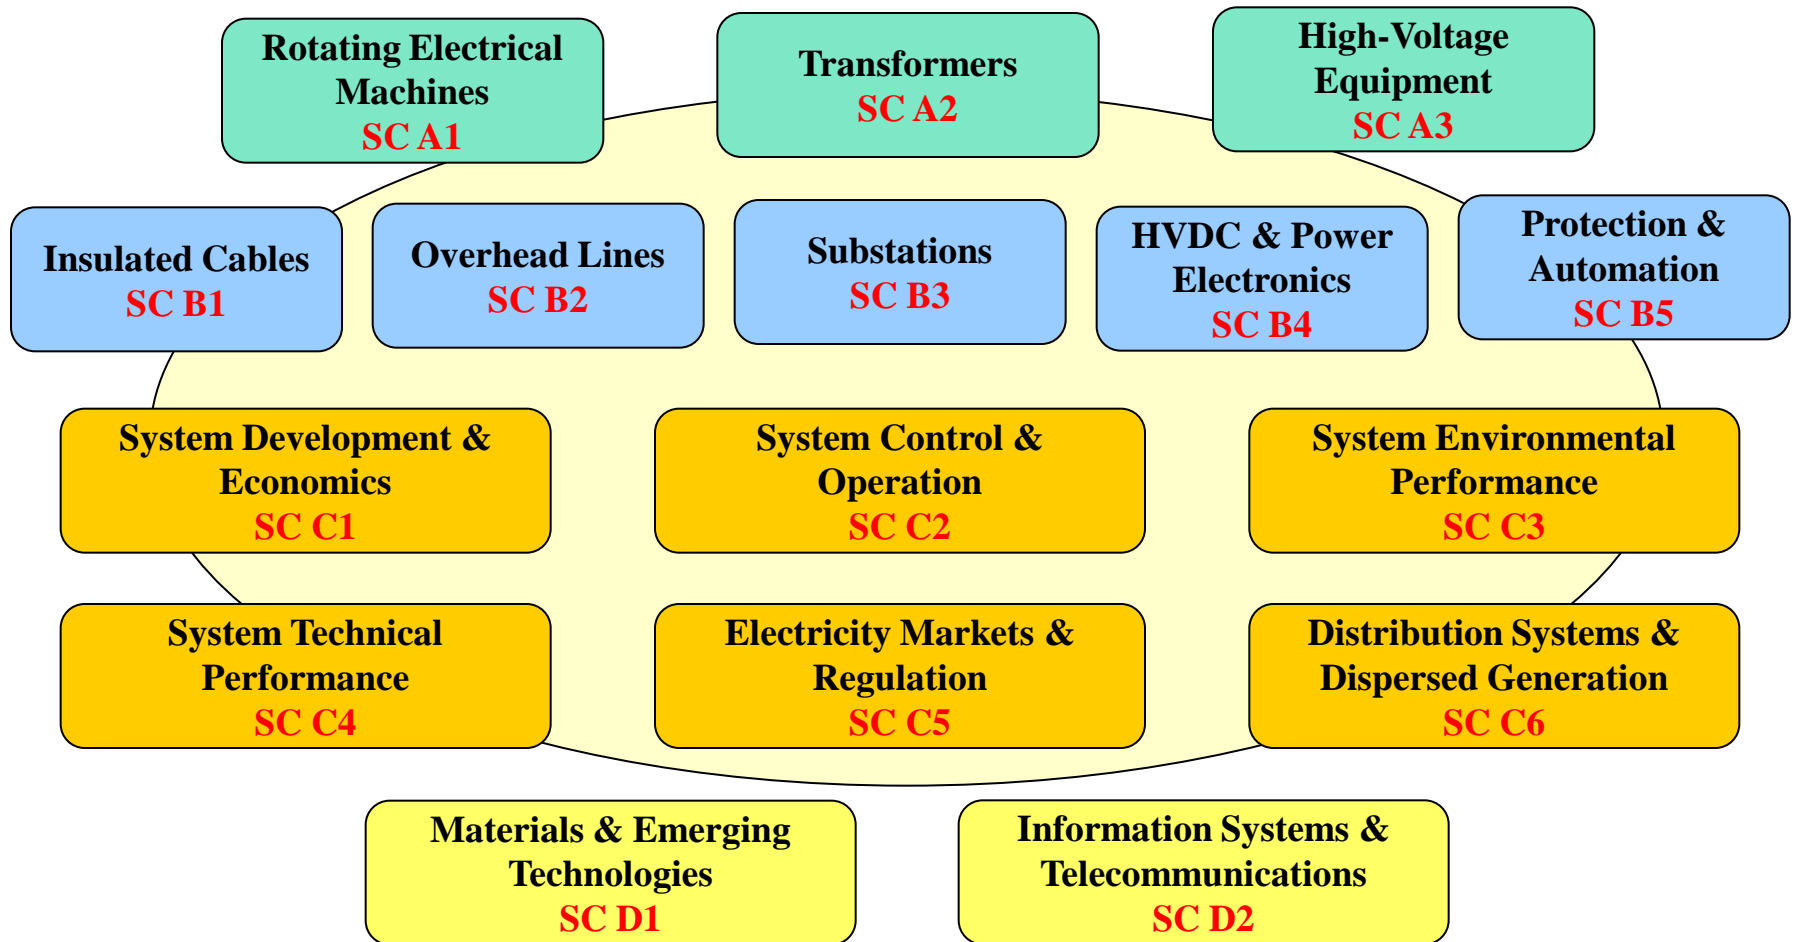 Rotating Electrical
Machines
SC A1
Transformers
SC A2
High-Voltage
Equipment
SC A3
Insulated Cables
SC B1
Overhead Lines
SC B2
Substations
SC B3
HVDC & Power
Electronics
SC B4
Protection &
Automation
SC B5
System Development &
Economics
SC C1
System Control &
Operation
SC C2
System Environmental
Performance
SC C3
System Technical
Performance
SC C4
Electricity Markets &
Regulation
SC C5
Distribution Systems &
Dispersed Generation
SC C6
Materials & Emerging
Technologies
SC D1
Information Systems &
Telecommunications
SC D2